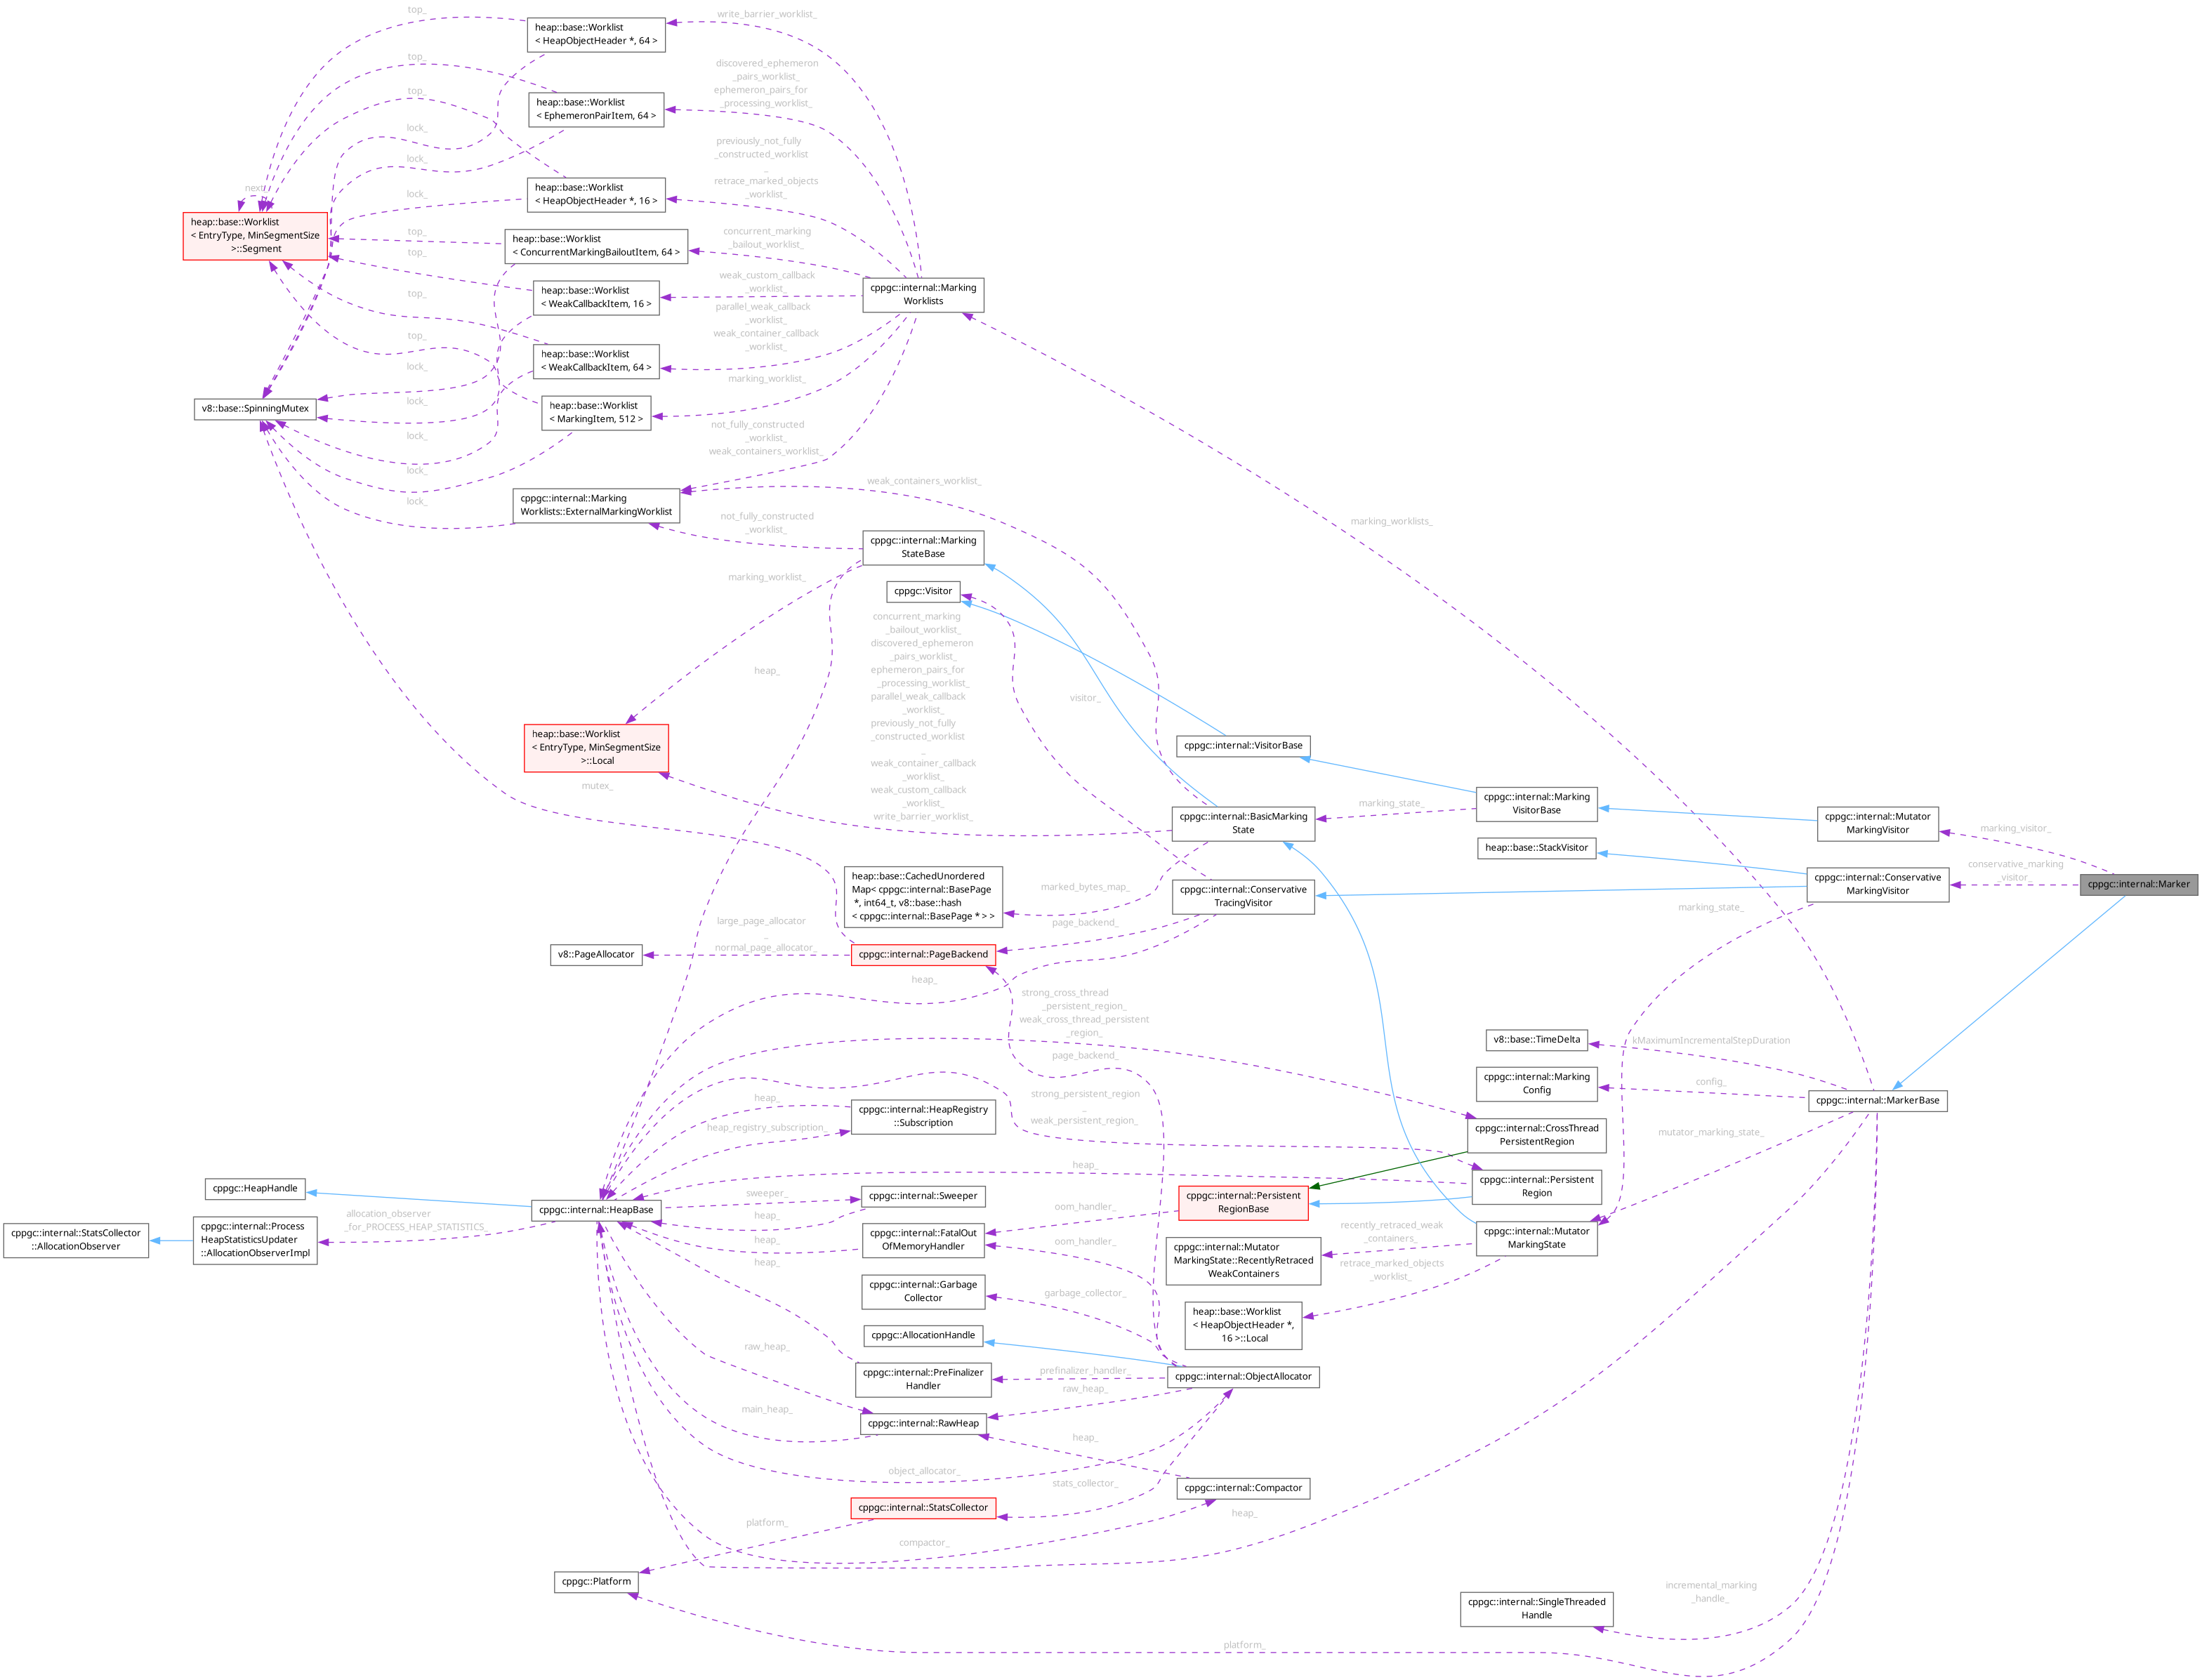 top_
heap::base::Worklist
< HeapObjectHeader *, 64 >
write_barrier_worklist_
top_
heap::base::Worklist
< EphemeronPairItem, 64 >
discovered_ephemeron
_pairs_worklist_
ephemeron_pairs_for
_processing_worklist_
top_
lock_
lock_
lock_
heap::base::Worklist
< HeapObjectHeader *, 16 >
previously_not_fully
_constructed_worklist
_
retrace_marked_objects
_worklist_
next_
heap::base::Worklist
< EntryType, MinSegmentSize
>::Segment
top_
top_
heap::base::Worklist
< ConcurrentMarkingBailoutItem, 64 >
concurrent_marking
_bailout_worklist_
heap::base::Worklist
< WeakCallbackItem, 16 >
weak_custom_callback
_worklist_
cppgc::internal::Marking
Worklists
top_
top_
heap::base::Worklist
< WeakCallbackItem, 64 >
parallel_weak_callback
_worklist_
weak_container_callback
_worklist_
lock_
lock_
lock_
lock_
lock_
v8::base::SpinningMutex
heap::base::Worklist
< MarkingItem, 512 >
marking_worklist_
not_fully_constructed
_worklist_
weak_containers_worklist_
cppgc::internal::Marking
Worklists::ExternalMarkingWorklist
weak_containers_worklist_
not_fully_constructed
_worklist_
cppgc::internal::Marking
StateBase
marking_worklists_
marking_worklist_
cppgc::Visitor
heap_
concurrent_marking
_bailout_worklist_
discovered_ephemeron
_pairs_worklist_
ephemeron_pairs_for
_processing_worklist_
parallel_weak_callback
_worklist_
previously_not_fully
_constructed_worklist
_
weak_container_callback
_worklist_
weak_custom_callback
_worklist_
write_barrier_worklist_
visitor_
heap::base::Worklist
< EntryType, MinSegmentSize
>::Local
mutex_
cppgc::internal::VisitorBase
cppgc::internal::BasicMarking
State
marking_state_
cppgc::internal::Marking
VisitorBase
cppgc::internal::Mutator
MarkingVisitor
marking_visitor_
heap::base::StackVisitor
heap::base::CachedUnordered
Map< cppgc::internal::BasePage
*, int64_t, v8::base::hash
< cppgc::internal::BasePage * > >
marked_bytes_map_
cppgc::internal::Conservative
TracingVisitor
cppgc::internal::Conservative
MarkingVisitor
conservative_marking
_visitor_
cppgc::internal::Marker
marking_state_
page_backend_
large_page_allocator
_
normal_page_allocator_
v8::PageAllocator
cppgc::internal::PageBackend
heap_
strong_cross_thread
_persistent_region_
weak_cross_thread_persistent
_region_
page_backend_
v8::base::TimeDelta
kMaximumIncrementalStepDuration
cppgc::internal::Marking
Config
config_
cppgc::internal::MarkerBase
heap_
cppgc::internal::HeapRegistry
::Subscription
heap_registry_subscription_
strong_persistent_region
_
weak_persistent_region_
cppgc::internal::CrossThread
PersistentRegion
mutator_marking_state_
heap_
cppgc::internal::Persistent
Region
cppgc::HeapHandle
cppgc::internal::HeapBase
sweeper_
cppgc::internal::Sweeper
heap_
cppgc::internal::Persistent
RegionBase
oom_handler_
allocation_observer
_for_PROCESS_HEAP_STATISTICS_
cppgc::internal::StatsCollector
::AllocationObserver
cppgc::internal::Process
HeapStatisticsUpdater
::AllocationObserverImpl
heap_
cppgc::internal::FatalOut
OfMemoryHandler
oom_handler_
cppgc::internal::Mutator
MarkingState::RecentlyRetraced
WeakContainers
recently_retraced_weak
_containers_
cppgc::internal::Mutator
MarkingState
retrace_marked_objects
_worklist_
heap_
cppgc::internal::Garbage
Collector
garbage_collector_
heap::base::Worklist
< HeapObjectHeader *,
16 >::Local
cppgc::AllocationHandle
raw_heap_
cppgc::internal::PreFinalizer
Handler
prefinalizer_handler_
cppgc::internal::ObjectAllocator
raw_heap_
main_heap_
cppgc::internal::RawHeap
heap_
object_allocator_
stats_collector_
cppgc::internal::Compactor
cppgc::internal::StatsCollector
heap_
platform_
compactor_
cppgc::Platform
incremental_marking
_handle_
cppgc::internal::SingleThreaded
Handle
platform_